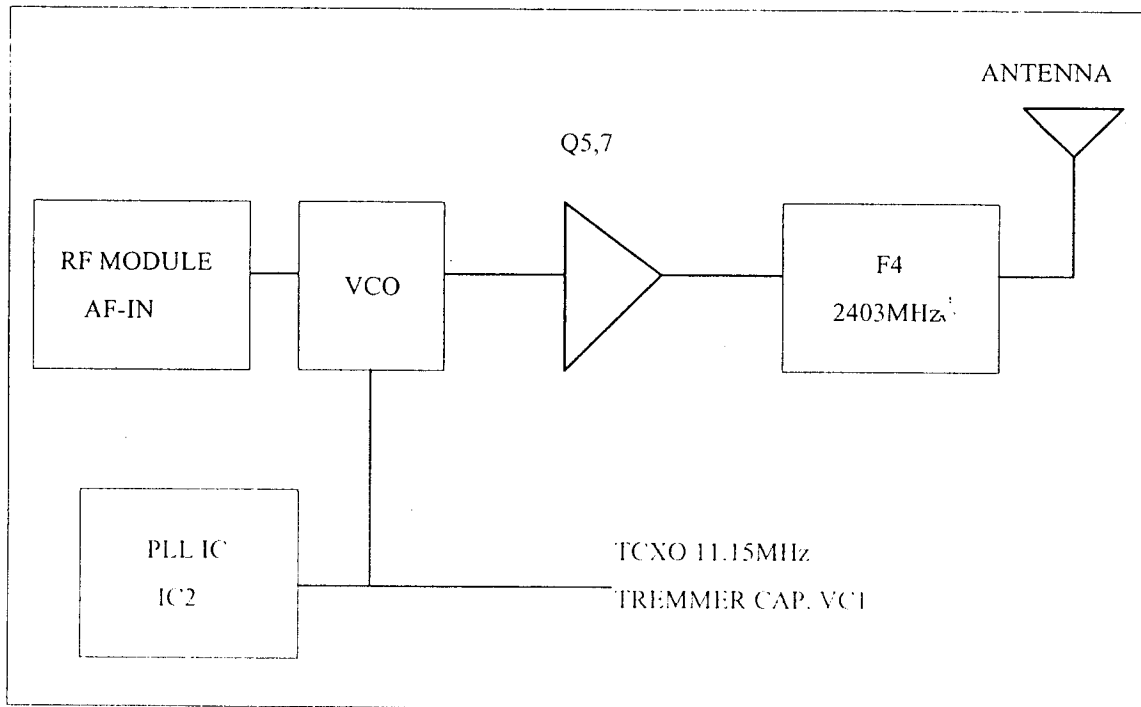 ANTENNA
Q5,7
RF MODULE
AF-IN
VCO
F4
2403MHz
PLL IC
IC2
TCXO 11.15MHz
TREMMER CAP. VC1